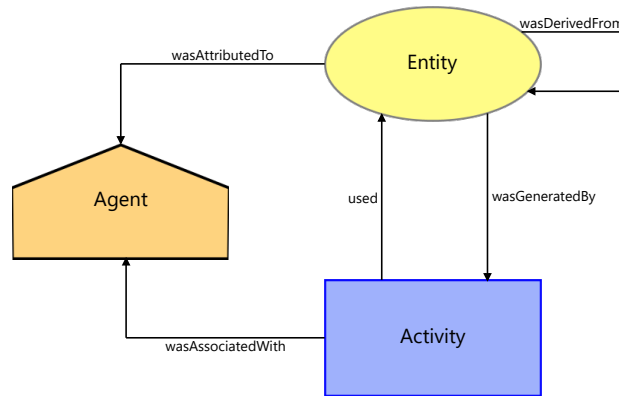 wasDerivedFrom
wasAttributedTo
Entity
Agent
used
wasGeneratedBy
Activity
wasAssociatedWith